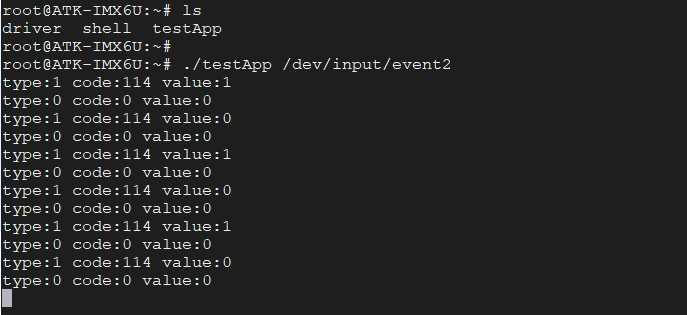 root@ATK-IMX6U:~# ls
driver  shell  testApp
root@ATK-IMX6U:~#
root@ATK-IMX6U:~# ./testApp /dev/input/event2
type:1 code:114 value:1
type:0 code:0 value:0
type:1 code:114 value:0
type:0 code:0 value:0
type:1 code:114 value:1
type:0 code:0 value:0
type:1 code:114 value:0
type:0 code:0 value:0
type:1 code:114 value:1
type:0 code:0 value:0
type:1 code:114 value:0
type:0 code:0 value:0